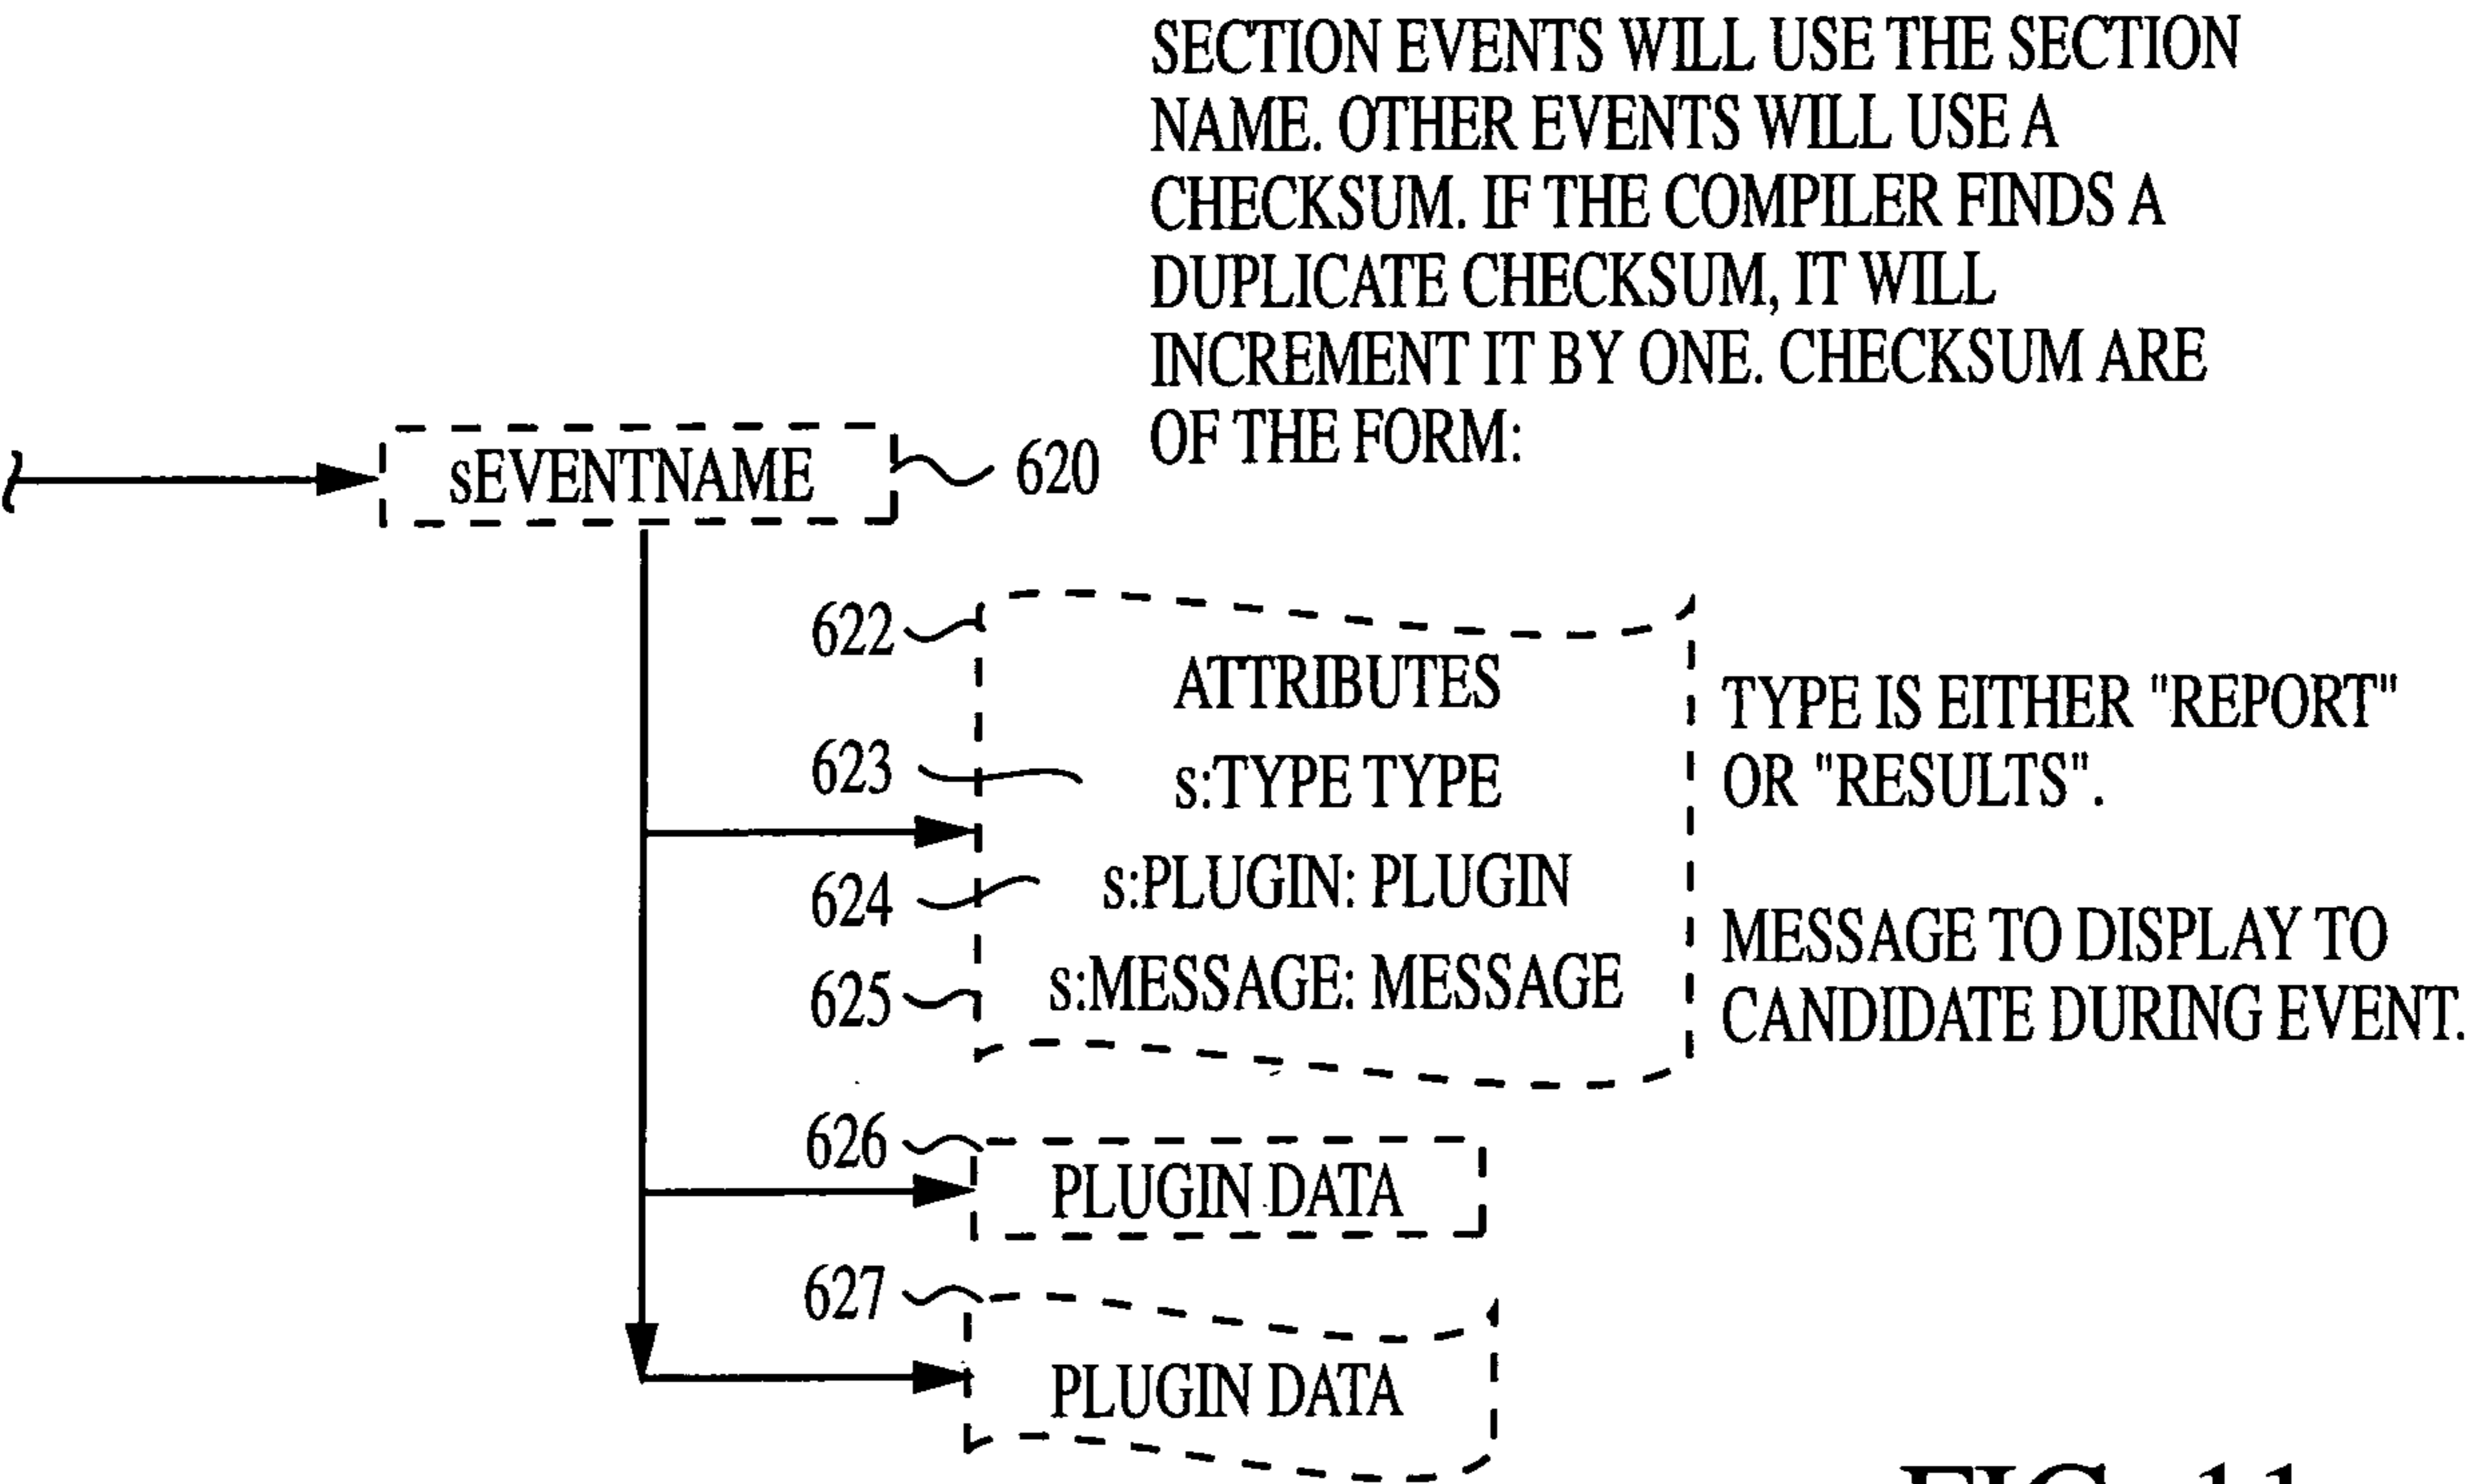 SECTION EVENTS WILL USE THE SECTION
NAME. OTHER EVENTS WILL USE A
CHECKSUM. IF THE COMPILER FINDS A
DUPLICATE CHECKSUM, IT WILL
INCREMENT IT BY ONE. CHECKSUM ARE
OF THE FORM:
sEVENTNAME
620
622
ATTRIBUTES
623
s:TYPE TYPE
TYPE IS EITHER "REPORT"
OR "RESULTS".
624
s:PLUGIN: PLUGIN
625
s:MESSAGE: MESSAGE
MESSAGE TO DISPLAY TO
CANDIDATE DURING EVENT.
626
PLUGIN DATA
627
PLUGIN DATA